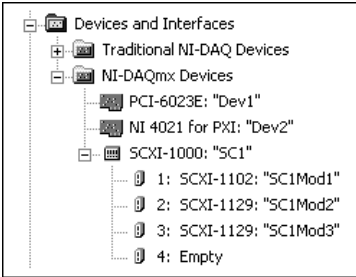 Devices and Interfaces
Traditional NI-DAQ Devices
NI-DAQmx Devices
PCI-6023E: "Dev1"
NI 4021 for PXI: "Dev2"
SCXI-1000: "SC1"
1: SCXI-1102: "SC1Mod1"
2: SCXI-1129: "SC1Mod2"
3: SCXI-1129: "SC1Mod3"
4: Empty